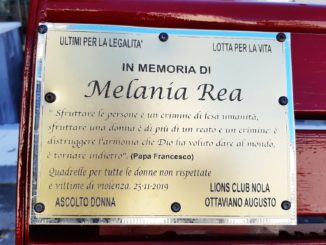 ULTIMI PER LA LEGALITA' LOTTA PER LA VITA
IN MEMORIA DI
Melania Rea
“Sfruttare le persone è un crimine di lesa umanità,
sfruttare una donna è di più di un reato e un crimine: è
distruggere l'armonia che Dio ha voluto dare al mondo,
è tornare indietro”. (Papa Francesco)
Quadrelle per tutte le donne non rispettate
e vittime di violenza. 25-11-2019
ASCOLTO DONNA LIONS CLUB NOLA
OTTAVIANO AUGUSTO